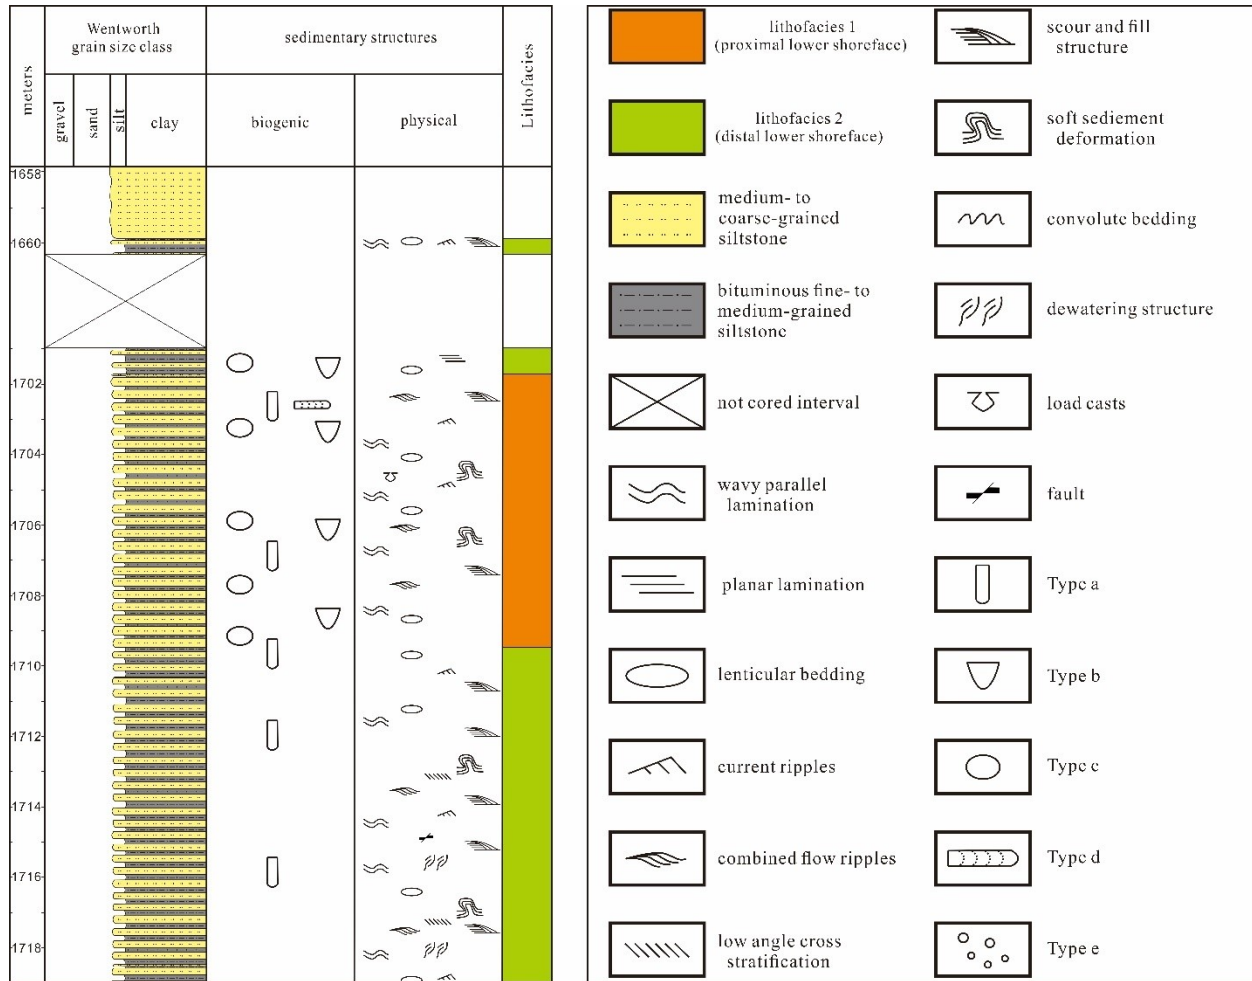 Wentworth
grain size class
sedimentary structures
meters
gravel
sand
silt
clay
biogenic
physical
Lithofacies
1658
1660
1702
1704
1706
1708
1710
1712
1714
1716
1718
lithofacies 1
(proximal lower shoreface)
lithofacies 2
(distal lower shoreface)
medium- to
coarse-grained
siltstone
bituminous fine- to
medium-grained
siltstone
not cored interval
wavy parallel
lamination
planar lamination
lenticular bedding
current ripples
combined flow ripples
low angle cross
stratification
scour and fill
structure
soft sediement
deformation
convolute bedding
dewatering structure
load casts
fault
Type a
Type b
Type c
Type d
Type e